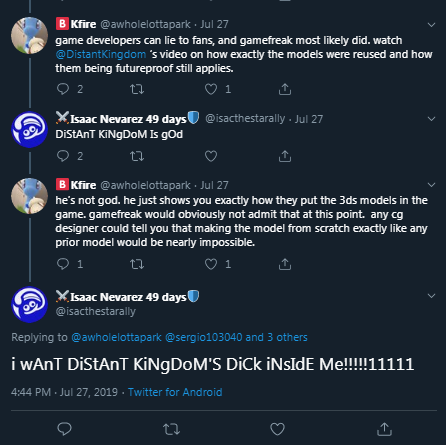 🅱️Kfire @awholelottapark · Jul 27
game developers can lie to fans, and gamefreak most likely did. watch
@DistantKingdom 's video on how exactly the models were reused and how
them being futureproof still applies.
2 1
⚔️Isaac Nevarez 49 days🛡️ @isacthestarally · Jul 27
DiStAnT KiNgDoM Is gOd
2
🅱️Kfire @awholelottapark · Jul 27
he's not god. he just shows you exactly how they put the 3ds models in the
game. gamefreak would obviously not admit that at this point. any cg
designer could tell you that making the model from scratch exactly like any
prior model would be nearly impossible.
1 1
⚔️Isaac Nevarez 49 days🛡️
@isacthestarally
Replying to @awholelottapark @sergio103040 and 3 others
i wAnT DiStAnT KiNgDoM'S DiCk iNsIdE Me!!!!!11111
4:44 PM · Jul 27, 2019 · Twitter for Android